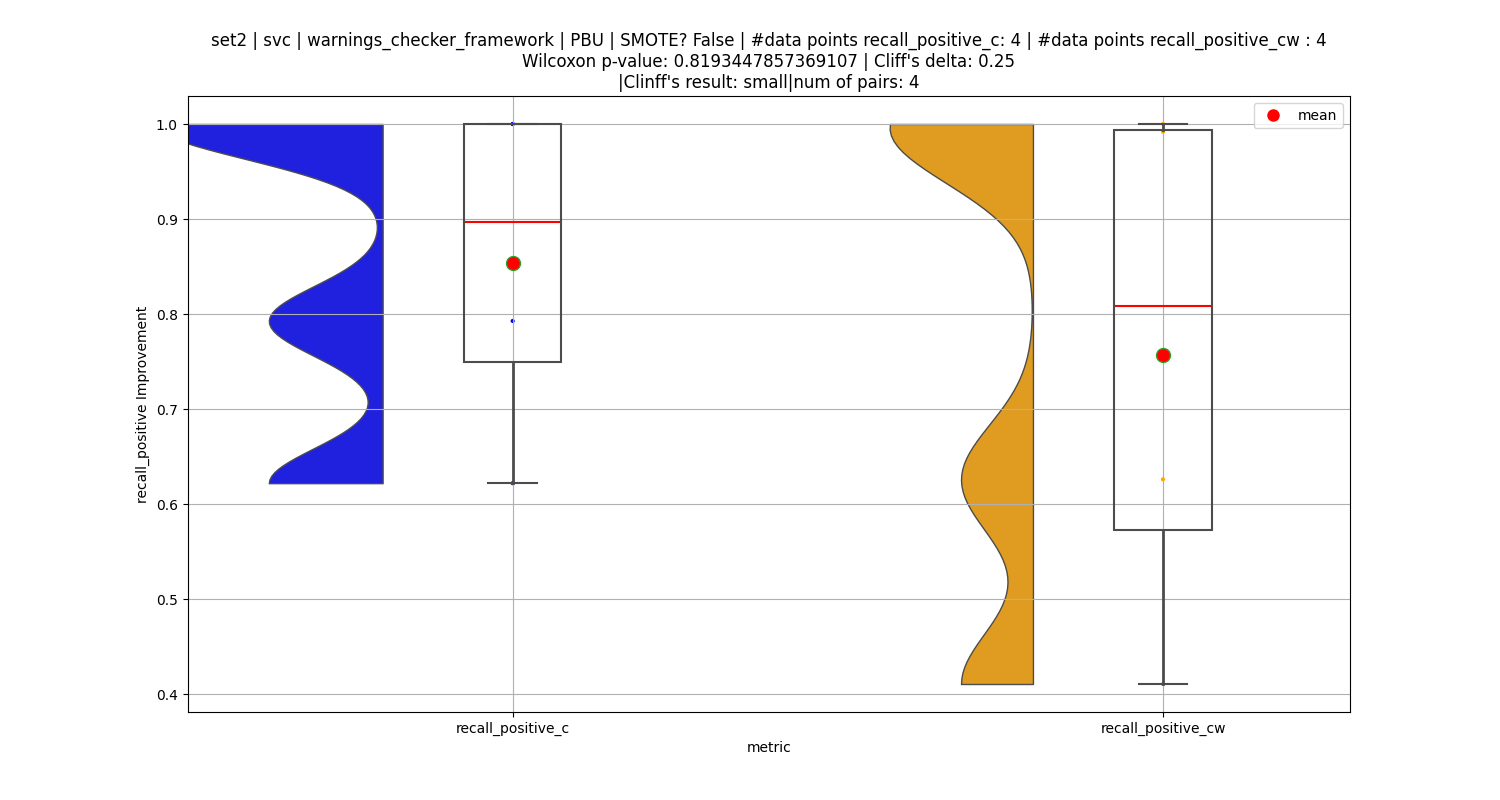 set2 | svc | warnings_checker_framework | PBU | SMOTE? False | #data points recall_positive_c: 4 | #data points recall_positive_cw : 4
Wilcoxon p-value: 0.8193447857369107 | Cliff's delta: 0.25
|Clinff's result: small|num of pairs: 4
mean
1.0
0.9
0.8
0.7
0.6
0.5
0.4
recall_positive Improvement
recall_positive_c
recall_positive_cw
metric